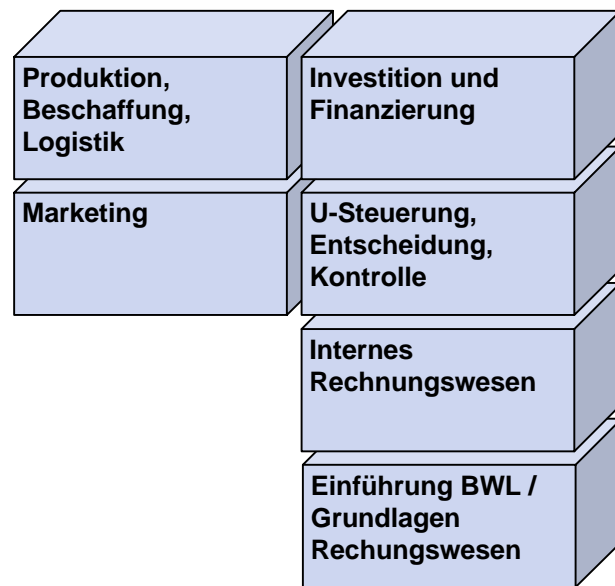 Produktion,
Beschaffung,
Logistik
Investition und
Finanzierung
Marketing
U-Steuerung,
Entscheidung,
Kontrolle
Internes
Rechnungswesen
Einführung BWL /
Grundlagen
Rechungswesen